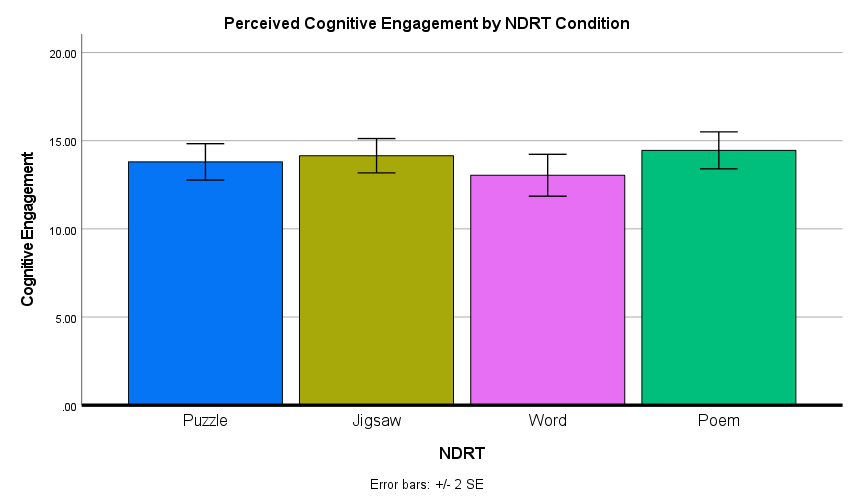 Perceived Cognitive Engagement by NDRT Condition
20.00
15.00
10.00
5.00
.00
Cognitive Engagement
Puzzle Jigsaw Word Poem
NDRT
Error bars: +/- 2 SE